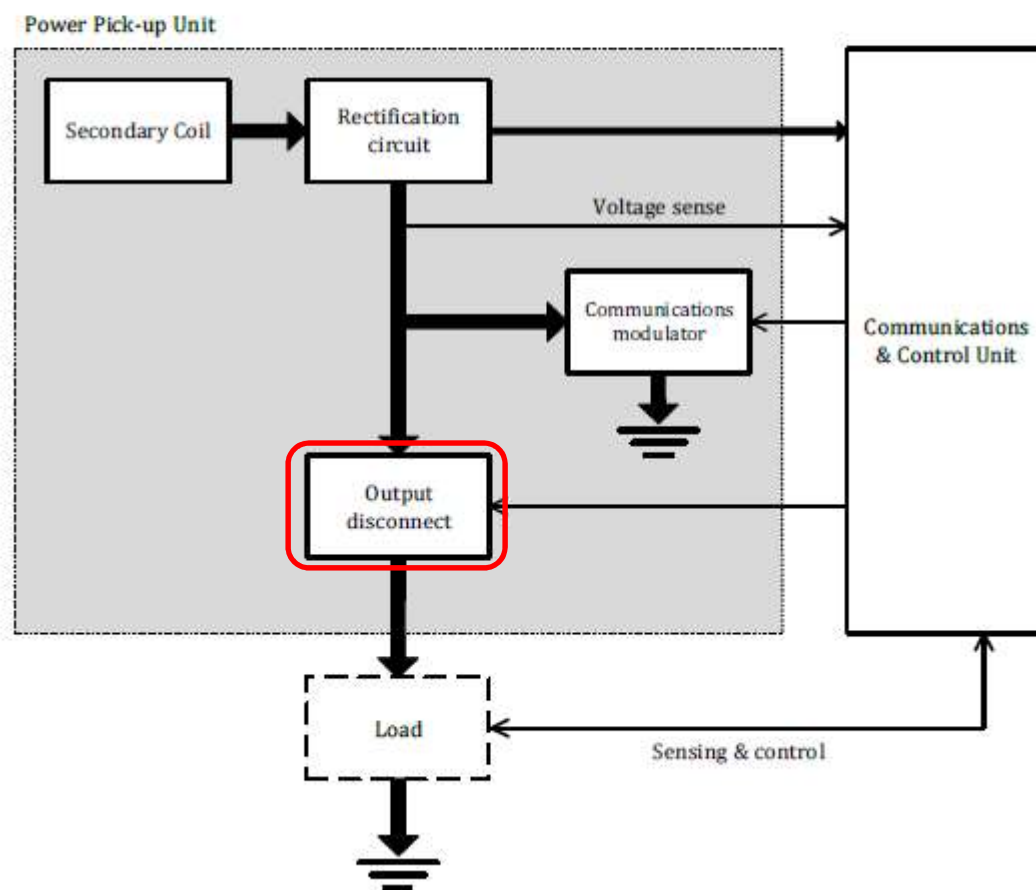 Power Pick-up Unit
Secondary Coil
Rectification
circuit
Voltage sense
Communications
modulator
Communications
& Control Unit
Output
disconnect
Load
Sensing & control